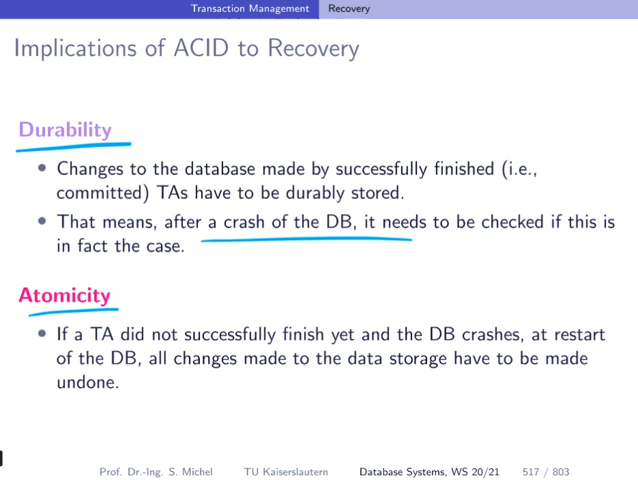 Transaction Management Recovery
Implications of ACID to Recovery
Durability
• Changes to the database made by successfully finished (i.e.,
committed) TAs have to be durably stored.
• That means, after a crash of the DB, it needs to be checked if this is
in fact the case.
Atomicity
• If a TA did not successfully finish yet and the DB crashes, at restart
of the DB, all changes made to the data storage have to be made
undone.
Prof. Dr.-Ing. S. Michel TU Kaiserslautern Database Systems, WS 20/21 517 / 803